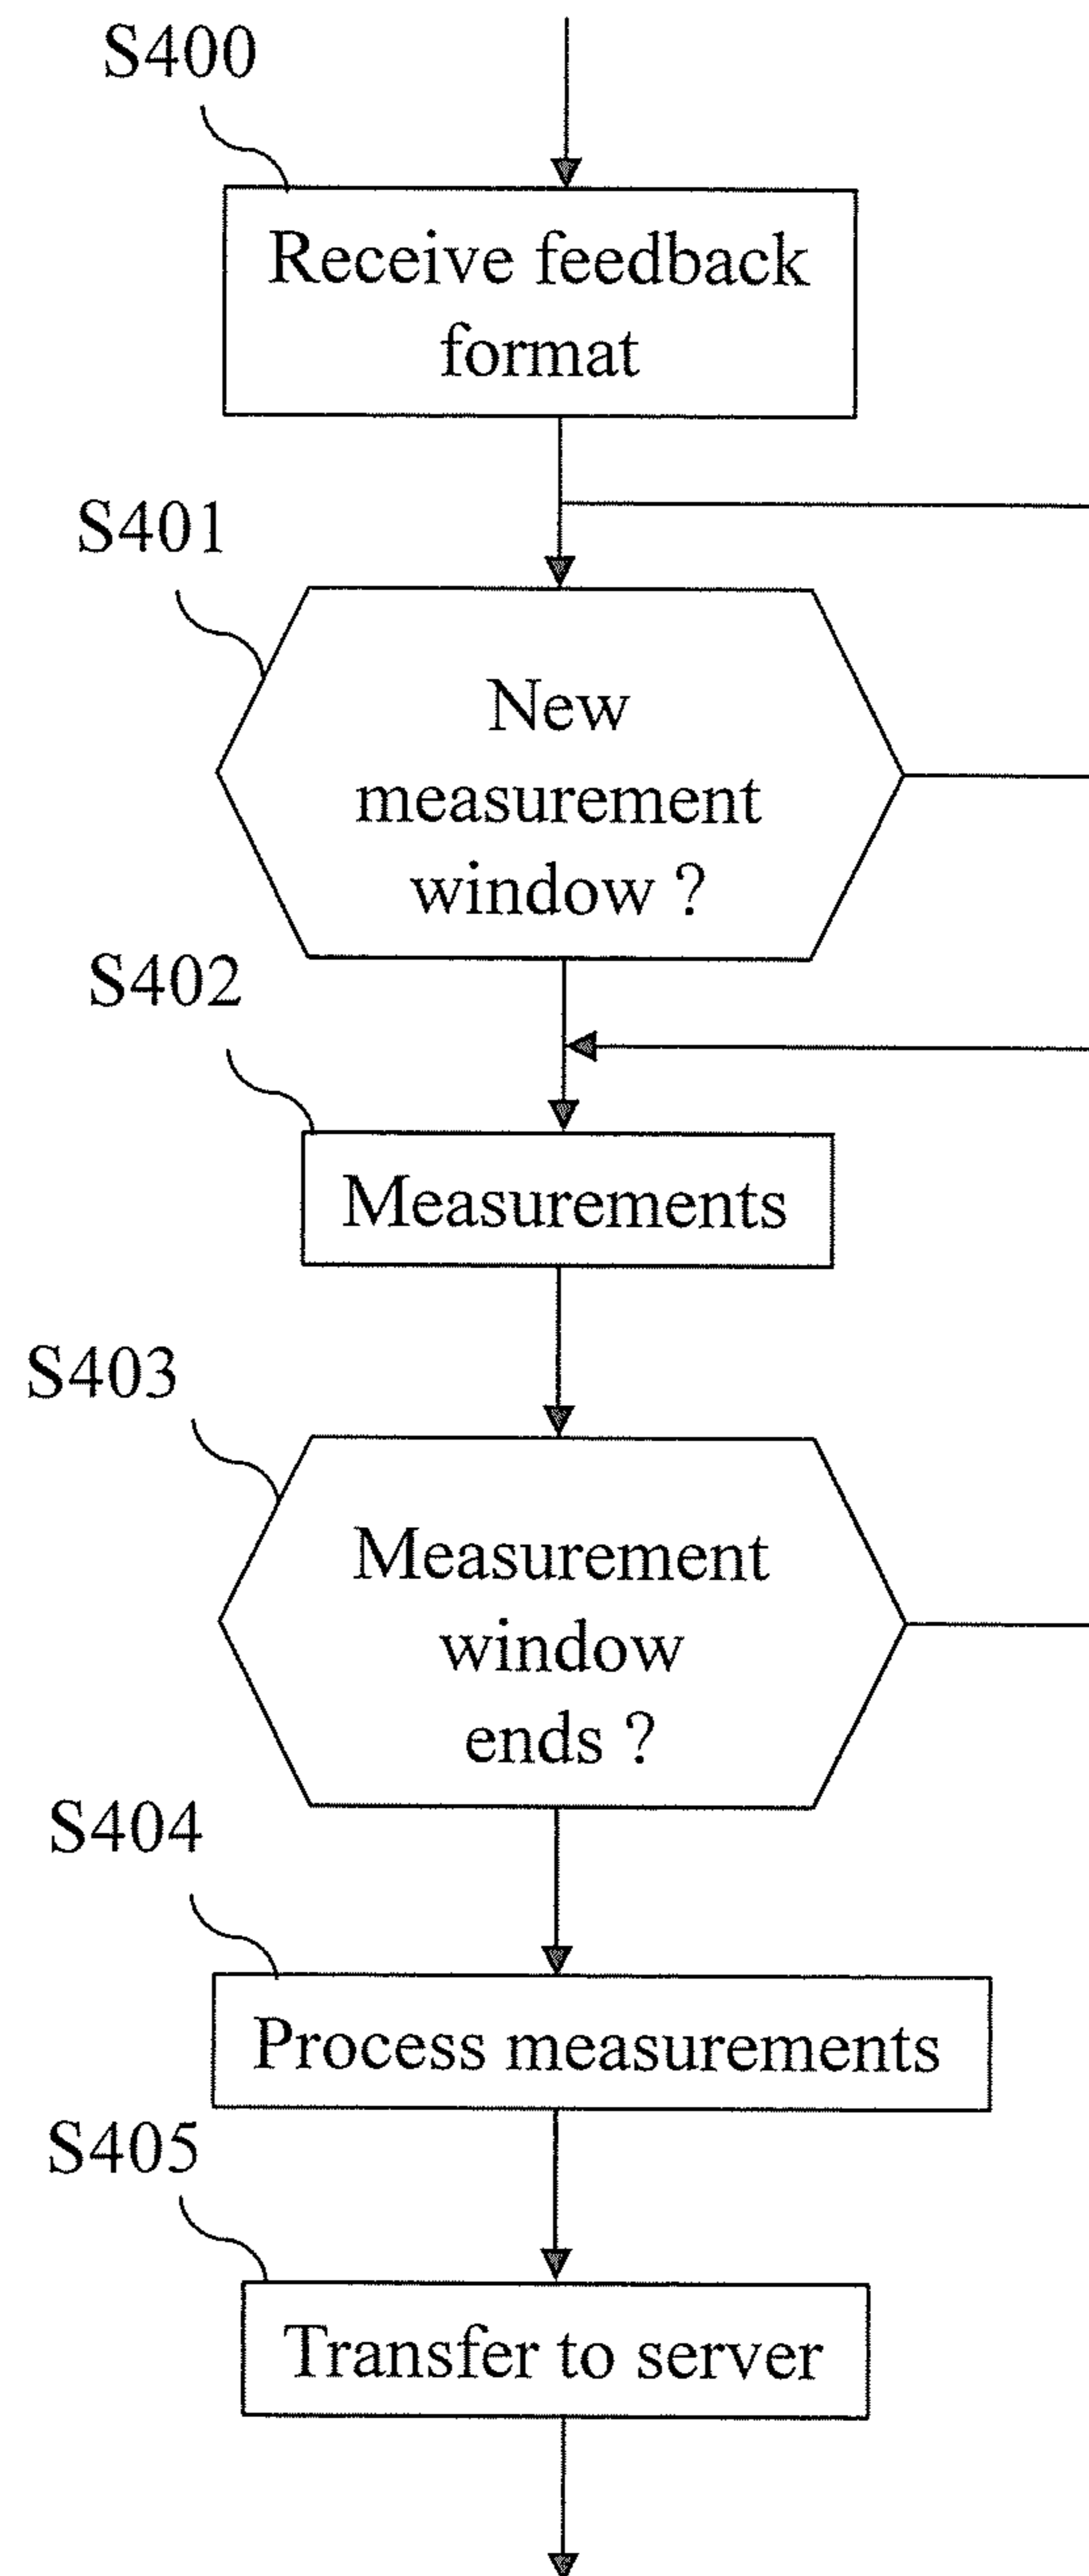 S400
Receive feedback
format
S401
New
measurement
window ?
S402
Measurements
S403
Measurement
window
ends ?
S404
Process measurements
S405
Transfer to server